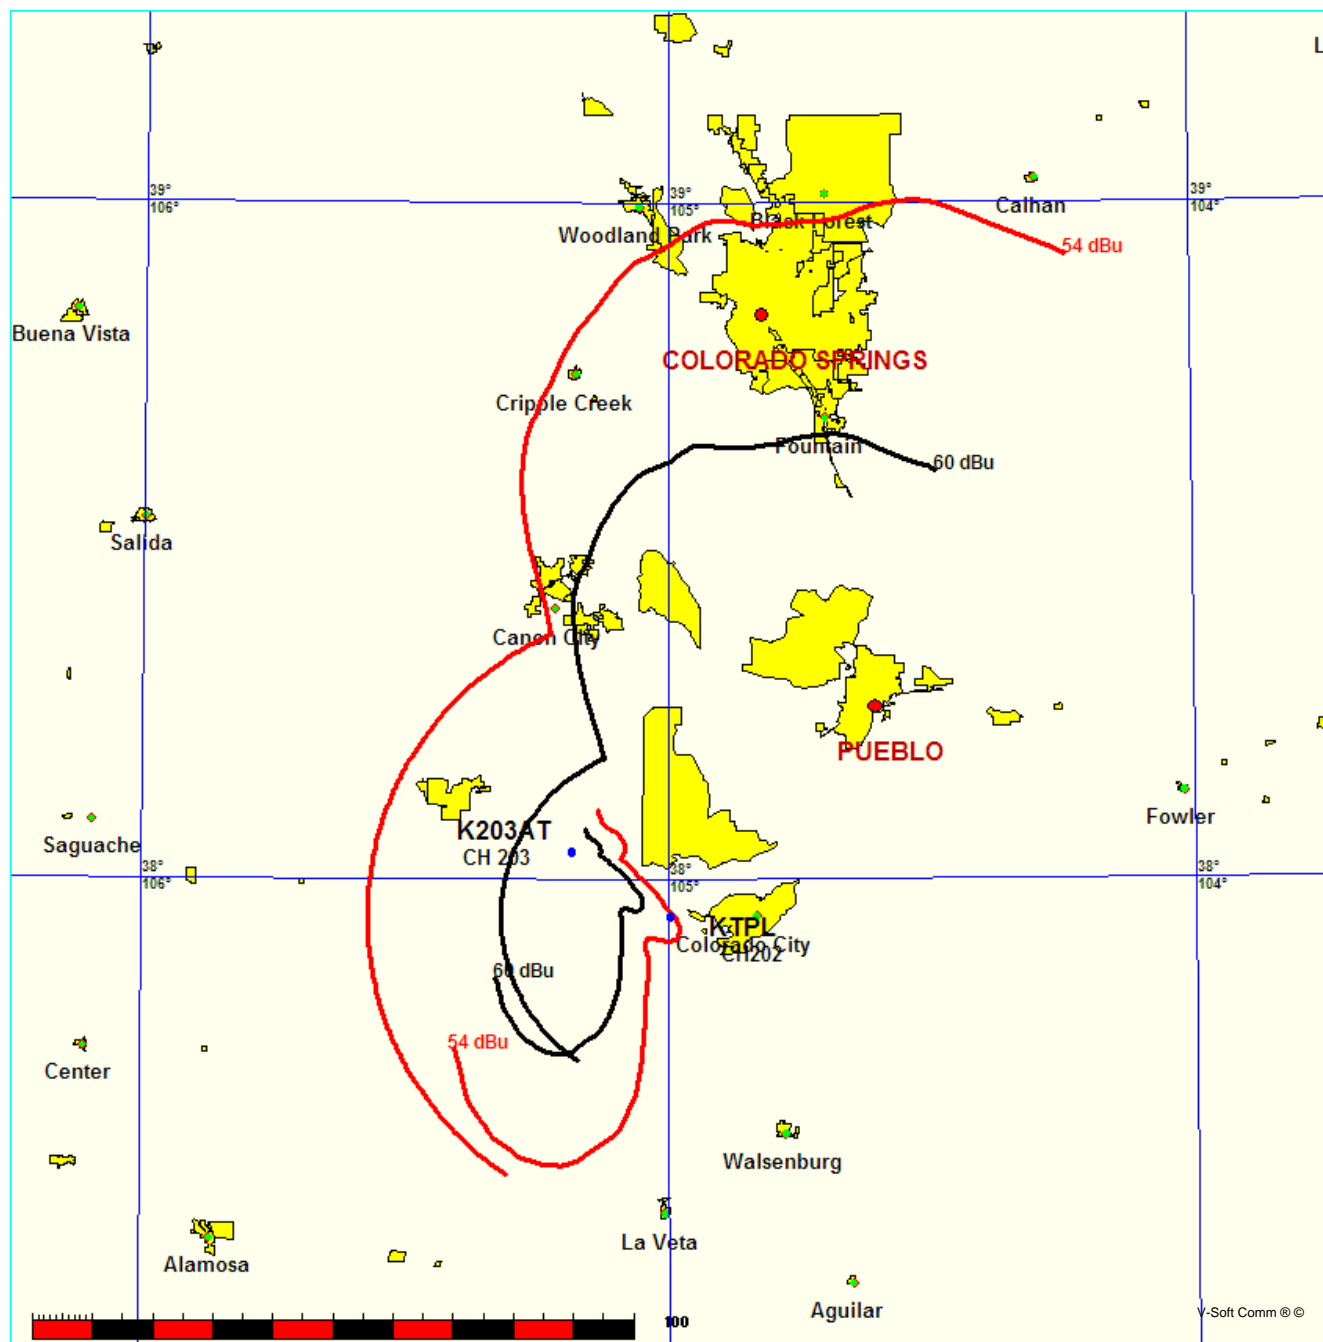 L
39°
106°
39°
105°
39°
104°
Calhan
Woodland Park
Black Forest
54 dBu
Buena Vista
COLORADO SPRINGS
Cripple Creek
Fountain
60 dBu
Salida
Canon City
PUEBLO
Fowler
K203AT
CH 203
Saguache
38°
106°
38°
105°
38°
104°
KTPL
Colorado City
CH202
60 dBu
54 dBu
Center
Walsenburg
La Veta
Alamosa
Aguilar
V-Soft Comm ® ©
100